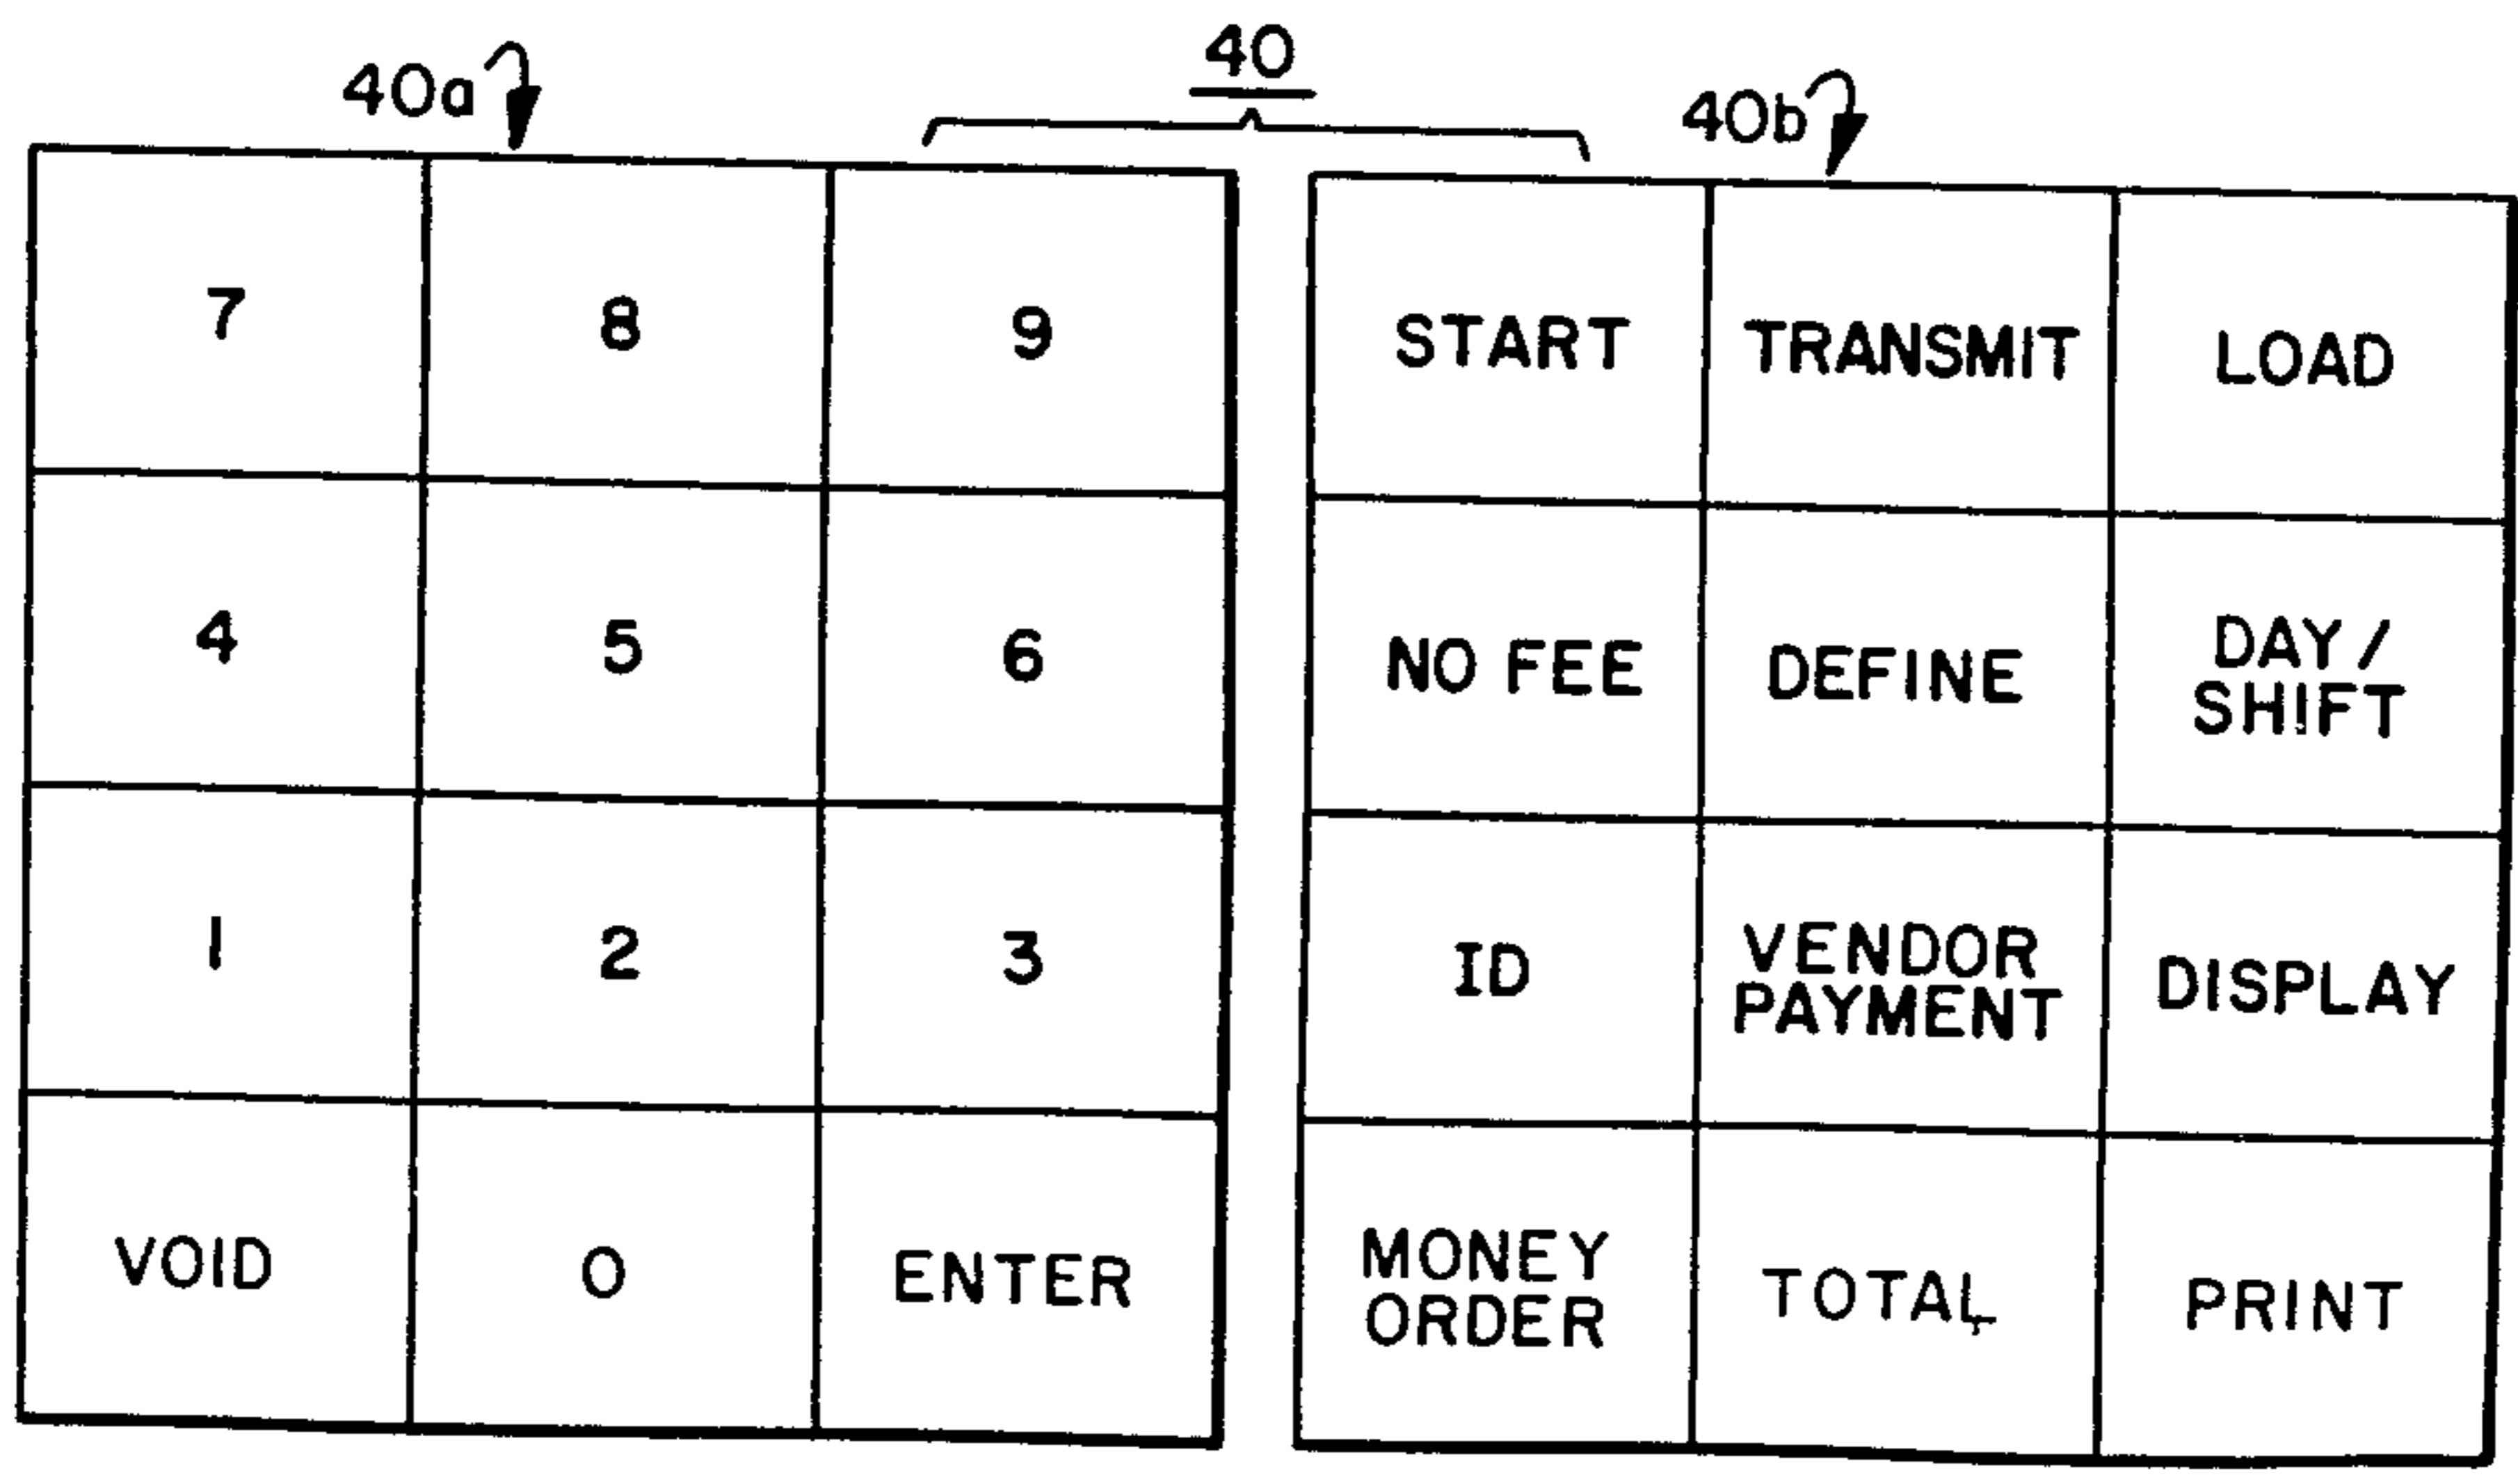 40
40a
40b
7 8 9
4 5 6
1 2 3
VOID 0 ENTER
START TRANSMIT LOAD
NO FEE DEFINE DAY/
SHIFT
ID VENDOR
PAYMENT DISPLAY
MONEY
ORDER TOTAL PRINT